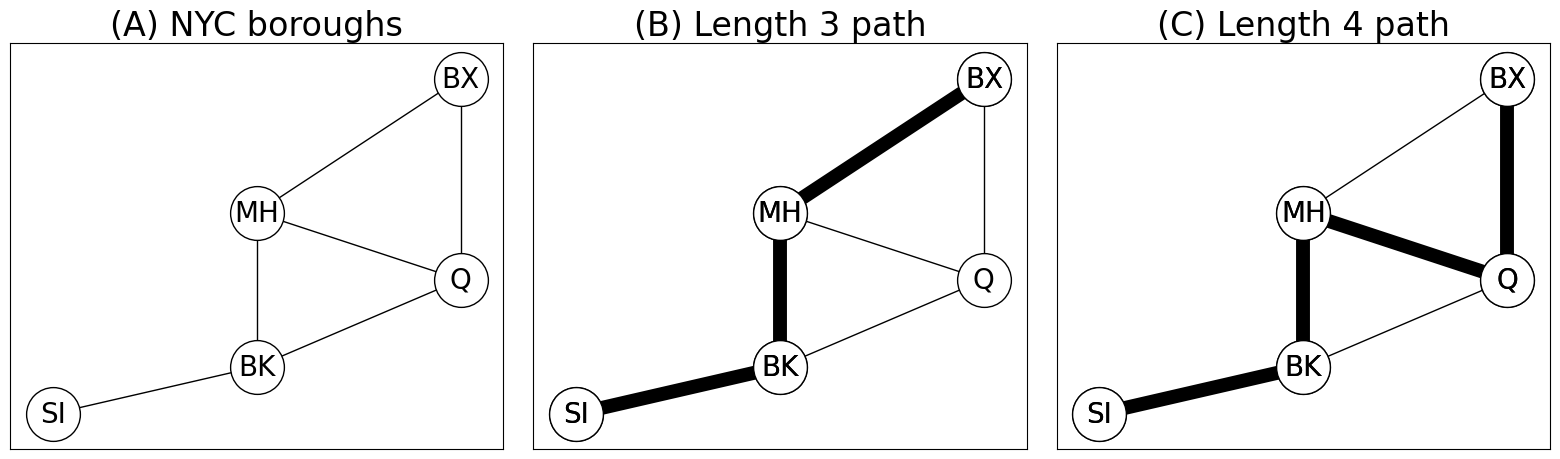 (A) NYC boroughs
BX
MH
Q
BK
SI
(B) Length 3 path
BX
MH
Q
BK
SI
(C) Length 4 path
BX
MH
Q
BK
SI